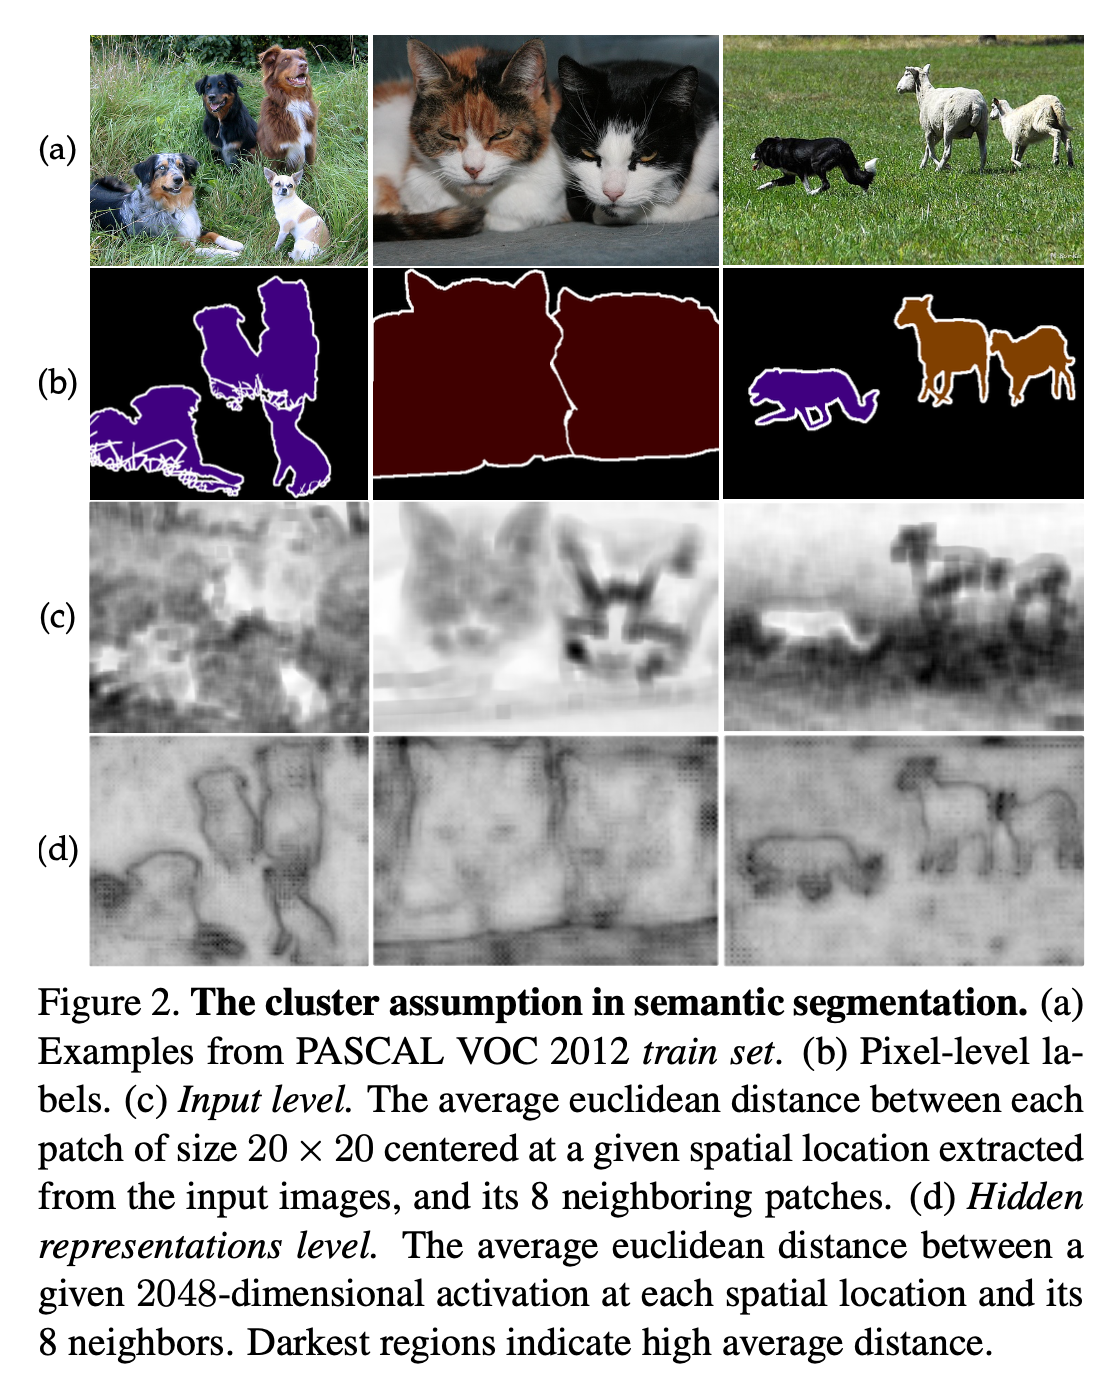 (a)
(b)
(c)
(d)
Figure 2. The cluster assumption in semantic segmentation. (a)
Examples from PASCAL VOC 2012 train set. (b) Pixel-level la-
bels. (c) Input level. The average euclidean distance between each
patch of size 20 × 20 centered at a given spatial location extracted
from the input images, and its 8 neighboring patches. (d) Hidden
representations level. The average euclidean distance between a
given 2048-dimensional activation at each spatial location and its
8 neighbors. Darkest regions indicate high average distance.